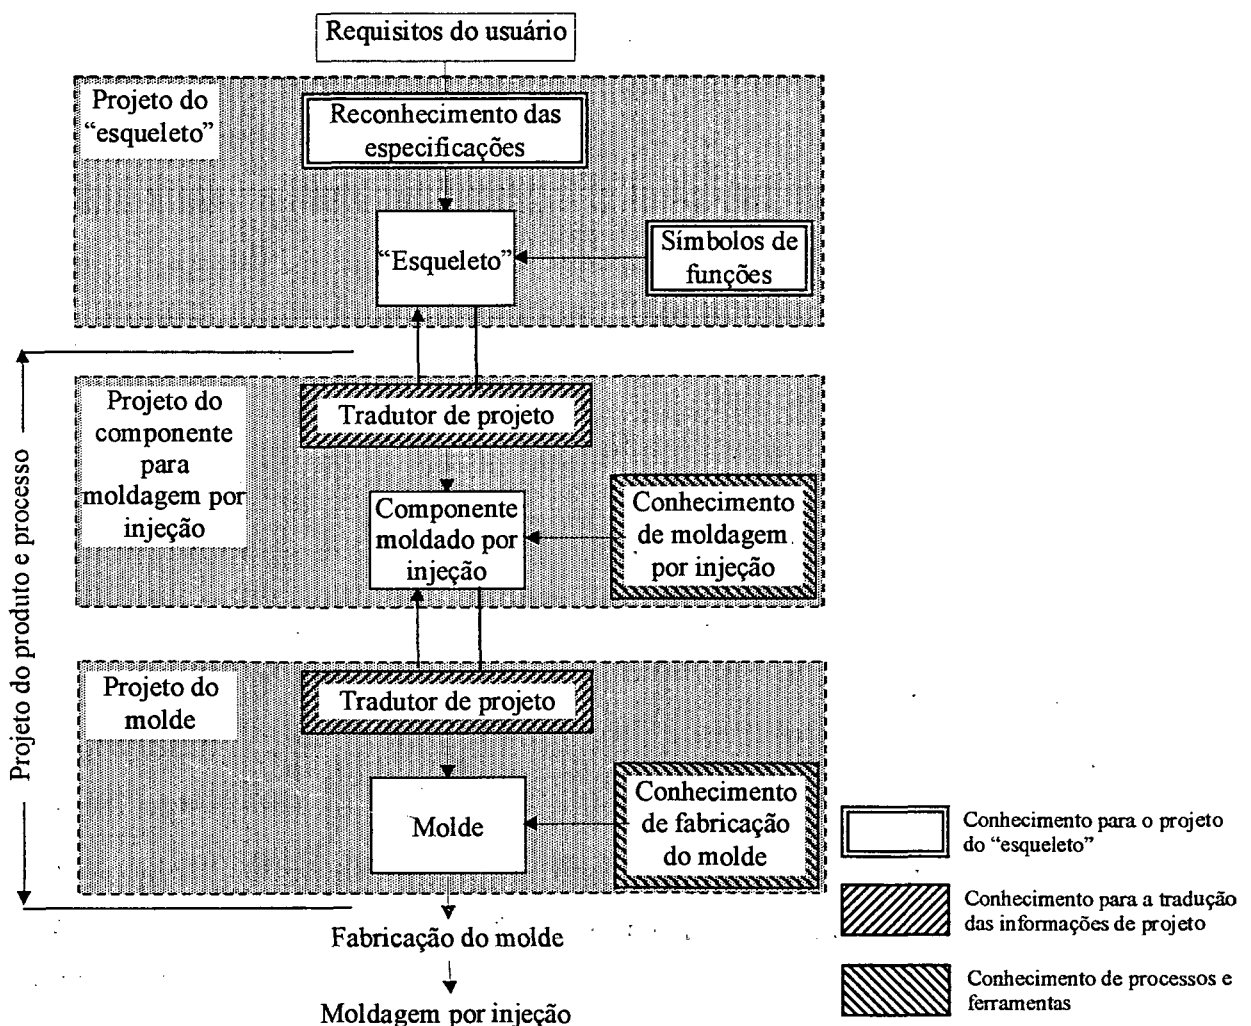 Requisitos do usuário
Projeto do
“esqueleto”
Reconhecimento das
especificações
“Esqueleto”
Símbolos de
funções
Projeto do produto e processo
Projeto do
componente
para
moldagem por
injeção
Tradutor de projeto
Componente
moldado por
injeção
Conhecimento
de moldagem
por injeção
Projeto do
molde
Tradutor de projeto
Molde
Conhecimento
de fabricação
do molde
Fabricação do molde
Moldagem por injeção
Conhecimento para o projeto
do “esqueleto”
Conhecimento para a tradução
das informações de projeto
Conhecimento de processos e
ferramentas